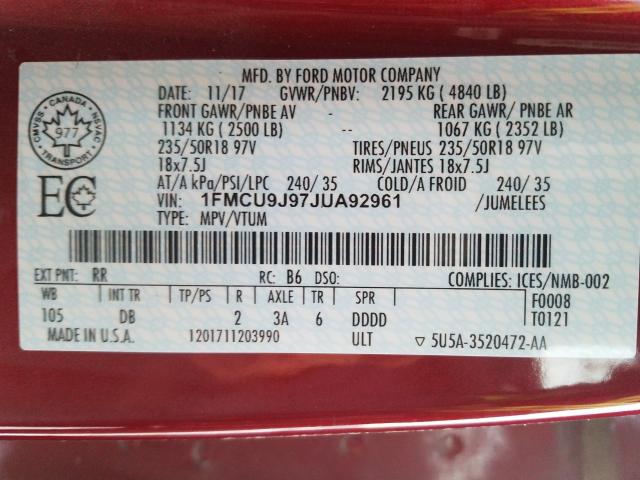 MFD. BY FORD MOTOR COMPANY
DATE: 11/17 GVWR/PNBV: 2195 KG ( 4840 LB)
FRONT GAWR/PNBE AV - REAR GAWR/ PNBE AR
1134 KG ( 2500 LB) -- 1067 KG ( 2352 LB)
235/50R18 97V TIRES/PNEUS 235/50R18 97V
18x7.5J RIMS/JANTES 18x7.5J
AT/A kPa/PSI/LPC 240/ 35 COLD/A FROID 240/ 35
VIN: 1FMCU9J97JUA92961 /JUMELEES
TYPE: MPV/VTUM
CANADA
CMVSS 977 NSVAC
TRANSPORT
EC
EXT PNT: RR RC: B6 DSO: COMPLIES: ICES/NMB-002
WB INT TR TP/PS R AXLE TR SPR F0008
105 DB 2 3A 6 DDDD T0121
MADE IN U.S.A. 1201711203990 ULT ▽ 5U5A-3520472-AA